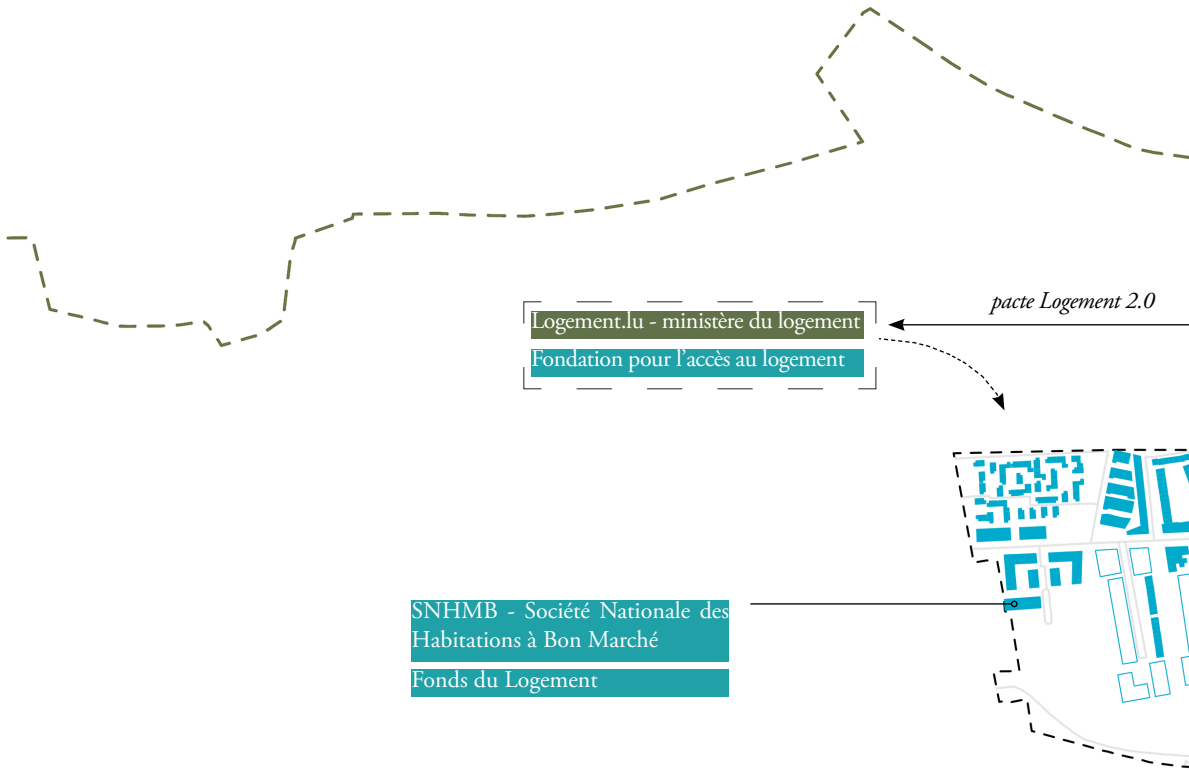 pacte Logement 2.0
Logement.lu - ministère du logement
Fondation pour l'accès au logement
SNHMB - Société Nationale des
Habitations à Bon Marché
Fonds du Logement